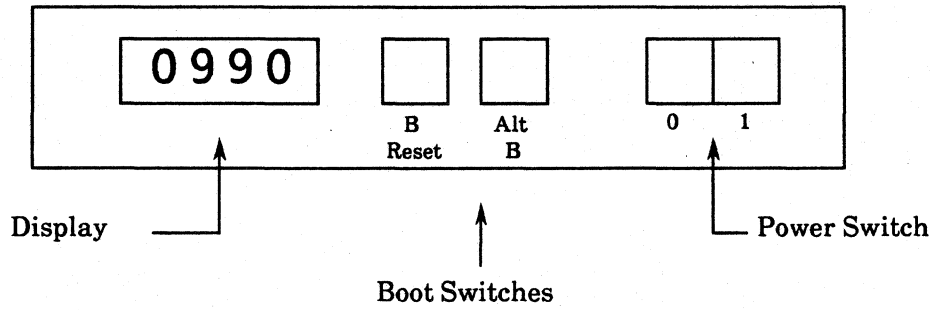 0990
B Alt 0 1
Reset B
Display Power Switch
Boot Switches